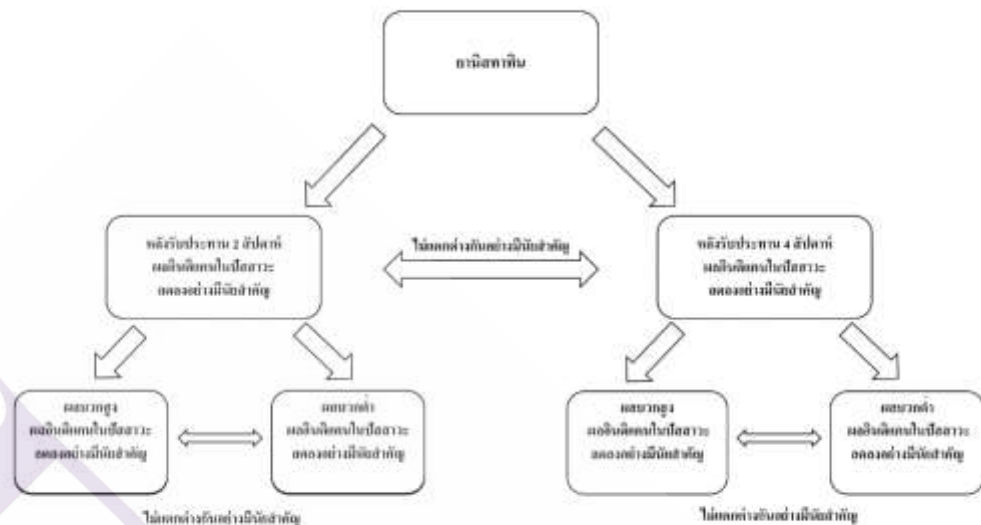 หลังรับประทาน 2 สัปดาห์
ผลอินดิแคนในปัสสาวะ
ลดลงอย่างมีนัยสำคัญ
ไม่แตกต่างกันอย่างมีนัยสำคัญ
หลังรับประทาน 4 สัปดาห์
ผลอินดิแคนในปัสสาวะ
ลดลงอย่างมีนัยสำคัญ
ผลบวกสูง
ผลอินดิแคนในปัสสาวะ
ลดลงอย่างมีนัยสำคัญ
ผลบวกต่ำ
ผลอินดิแคนในปัสสาวะ
ลดลงอย่างมีนัยสำคัญ
ไม่แตกต่างกันอย่างมีนัยสำคัญ
ผลบวกสูง
ผลอินดิแคนในปัสสาวะ
ลดลงอย่างมีนัยสำคัญ
ผลบวกต่ำ
ผลอินดิแคนในปัสสาวะ
ลดลงอย่างมีนัยสำคัญ
ไม่แตกต่างกันอย่างมีนัยสำคัญ